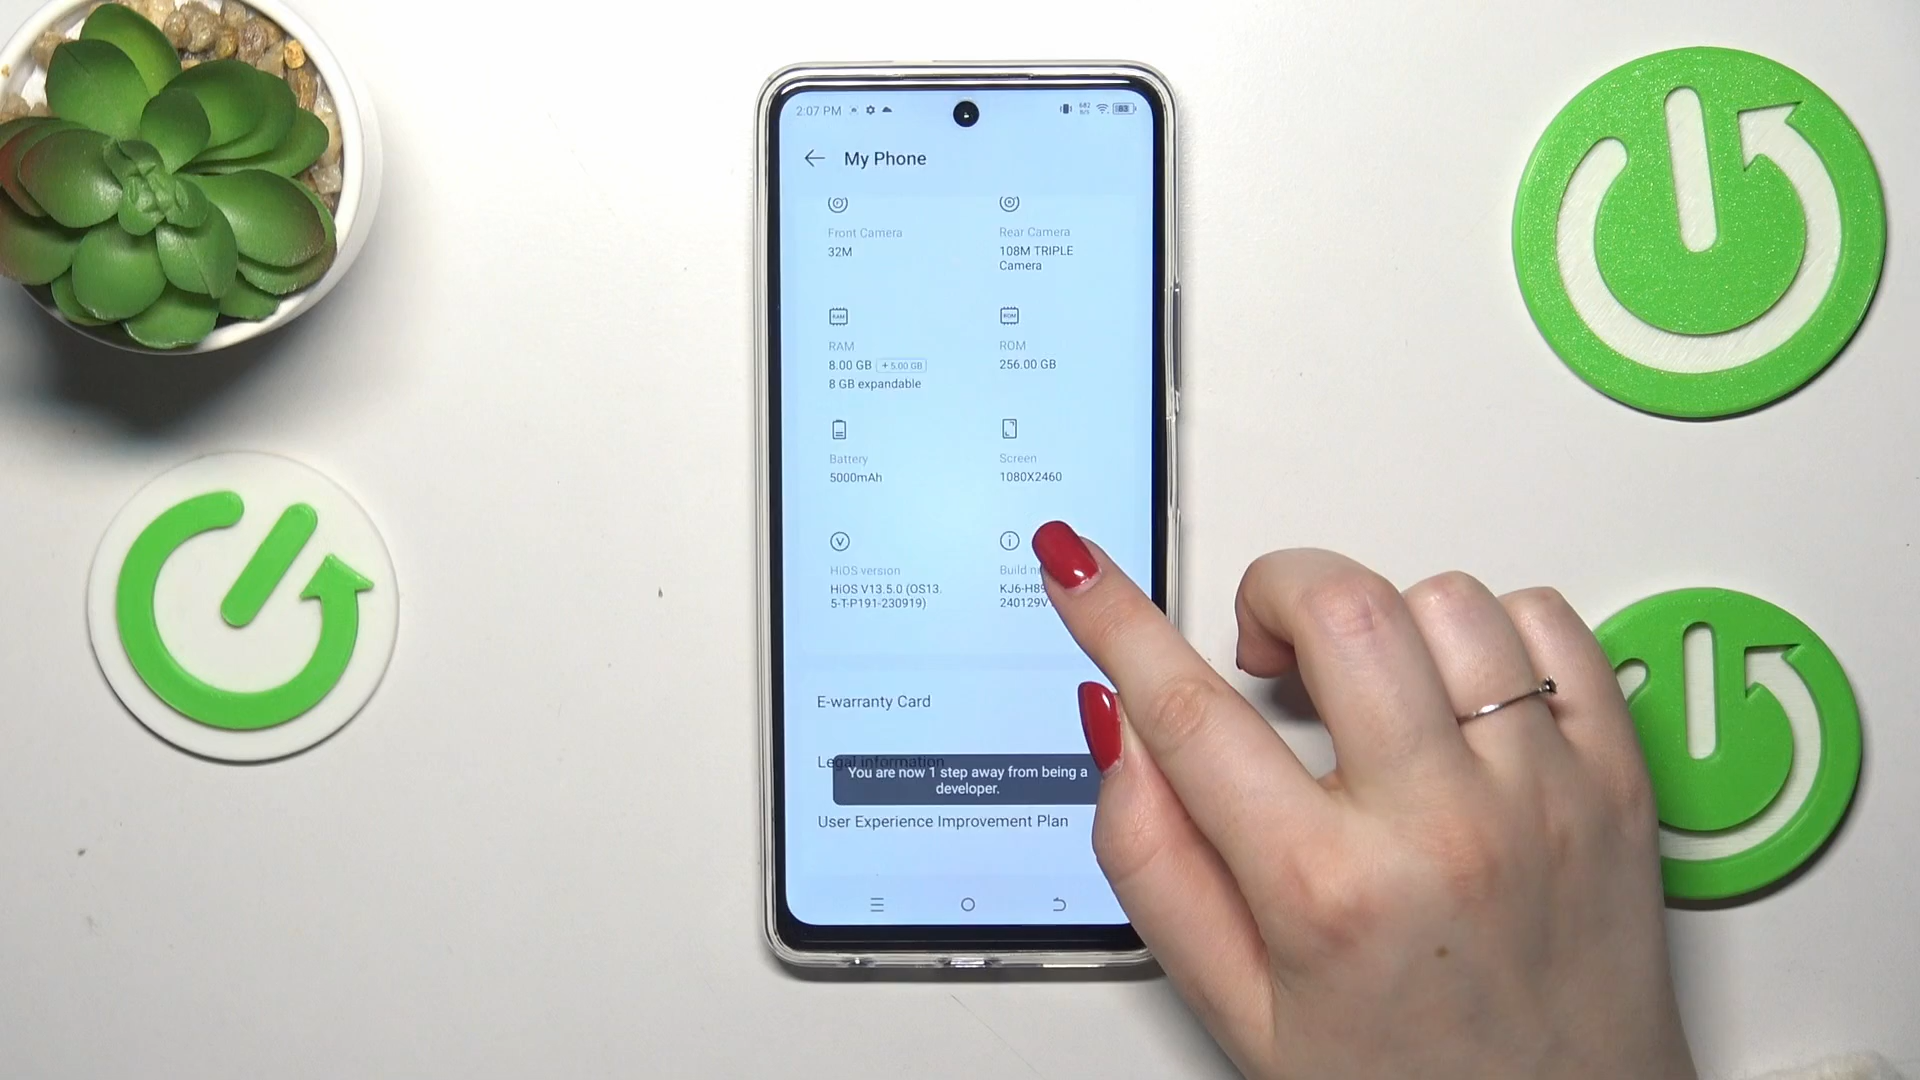 2:07 PM
83
My Phone
Front Camera
32M
Rear Camera
108M TRIPLE
Camera
RAM
RAM
8.00 GB + 5.00 GB
8 GB expandable
ROM
ROM
256.00 GB
Battery
5000mAh
Screen
1080X2460
HiOS version
HiOS V13.5.0 (OS13.
5-T-P191-230919)
Build
KJ6-H89
240129V
E-warranty Card
Legal information
You are now 1 step away from being a
developer.
User Experience Improvement Plan